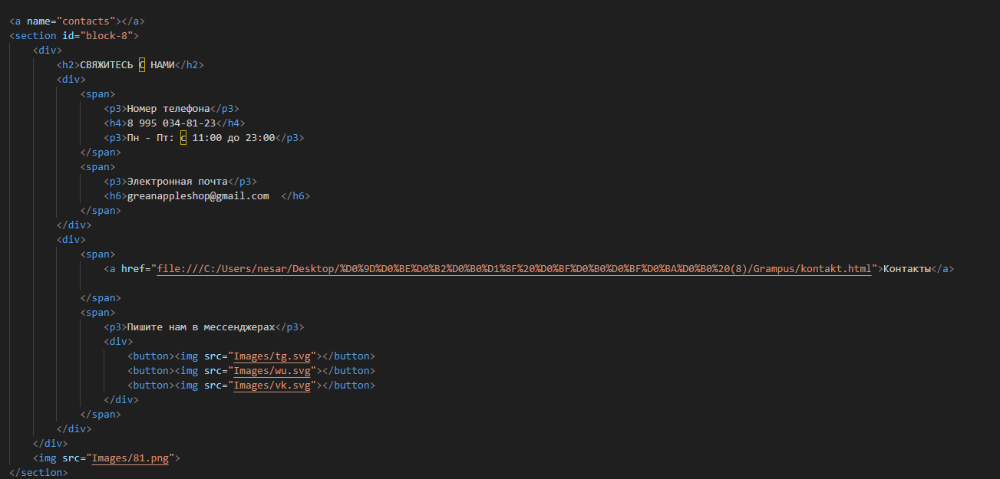 <a name="contacts"></a>
<section id="block-8">
<div>
<h2>СВЯЖИТЕСЬ С НАМИ</h2>
<div>
<span>
<p3>Номер телефона</p3>
<h4>8 995 034-81-23</h4>
<p3>Пн - Пт: с 11:00 до 23:00</p3>
</span>
<span>
<p3>Электронная почта</p3>
<h6>greanappleshop@gmail.com  </h6>
</span>
</div>
<div>
<span>
<a href="file:///C:/Users/nesar/Desktop/%D0%9D%D0%BE%D0%B2%D0%B0%D1%8F%20%D0%BF%D0%B0%D0%BF%D0%BA%D0%B0%20(8)/Grampus/kontakt.html">Контакты</a>
</span>
<span>
<p3>Пишите нам в мессенджерах</p3>
<div>
<button><img src="Images/tg.svg"></button>
<button><img src="Images/wu.svg"></button>
<button><img src="Images/vk.svg"></button>
</div>
</span>
</div>
</div>
<img src="Images/81.png">
</section>